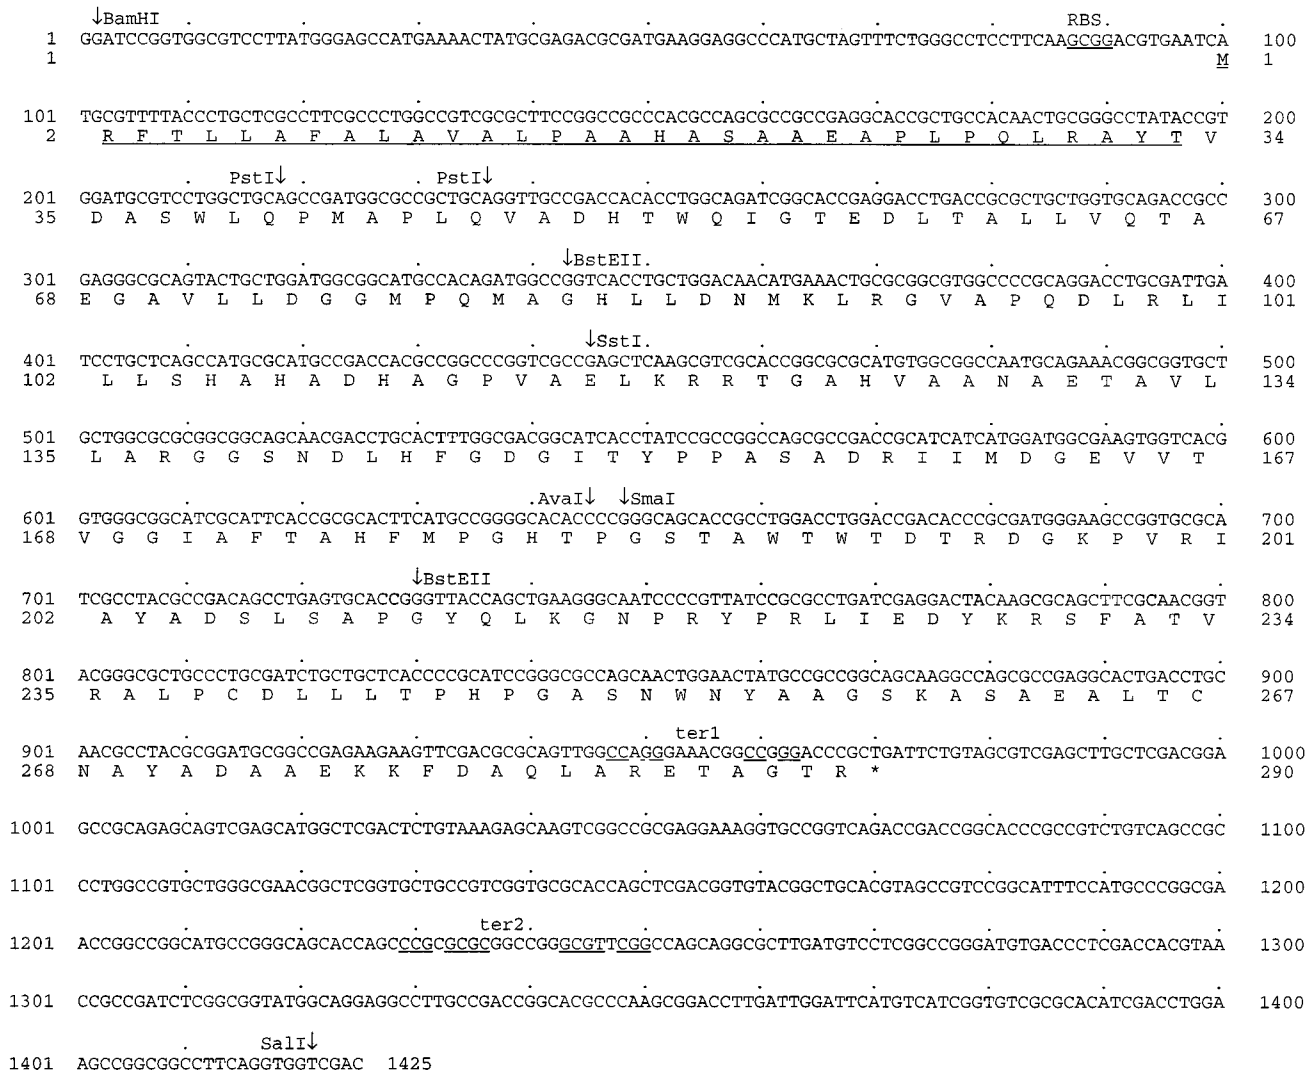 ↓BamHI . . . . . . . RBS. .
1 GGATCCGGTGGCGTCCTTATGGGAGCCATGAAAACTATGCGAGACGCGATGAAGGAGGCCCATGCTAGTTTCTGGGCCTCCTTCAAGCGGACGTGAATCA 100
1 M 1
. . . . . . . . . .
101 TGCGTTTTACCCTGCTCGCCTTCGCCCTGGCCGTCGCGCTTCCGGCCGCCCACGCCAGCGCCGCCGAGGCACCGCTGCCACAACTGCGGGCCTATACCGT 200
2 R F T L L A F A L A V A L P A A H A S A A E A P L P Q L R A Y T V 34
. PstI↓ . PstI↓ . . . . . .
201 GGATGCGTCCTGGCTGCAGCCGATGGCGCCGCTGCAGGTTGCCGACCACACCTGGCAGATCGGCACCGAGGACCTGACCGCGCTGCTGGTGCAGACCGCC 300
35 D A S W L Q P M A P L Q V A D H T W Q I G T E D L T A L L V Q T A 67
. . . . ↓BstEII. . . . . .
301 GAGGGCGCAGTACTGCTGGATGGCGGCATGCCACAGATGGCCGGTCACCTGCTGGACAACATGAAACTGCGCGGCGTGGCCCCGCAGGACCTGCGATTGA 400
68 E G A V L L D G G M P Q M A G H L L D N M K L R G V A P Q D L R L I 101
. . . . ↓SstI. . . . . .
401 TCCTGCTCAGCCATGCGCATGCCGACCACGCCGGCCCGGTCGCCGAGCTCAAGCGTCGCACCGGCGCGCATGTGGCGGCCAATGCAGAAACGGCGGTGCT 500
102 L L S H A H A D H A G P V A E L K R R T G A H V A A N A E T A V L 134
. . . . . . . . . .
501 GCTGGCGCGCGGCGGCAGCAACGACCTGCACTTTGGCGACGGCATCACCTATCCGCCGGCCAGCGCCGACCGCATCATCATGGATGGCGAAGTGGTCACG 600
135 L A R G G S N D L H F G D G I T Y P P A S A D R I I M D G E V V T 167
. . . .AvaI↓ ↓SmaI . . . . .
601 GTGGGCGGCATCGCATTCACCGCGCACTTCATGCCGGGGCACACCCCGGGCAGCACCGCCTGGACCTGGACCGACACCCGCGATGGGAAGCCGGTGCGCA 700
168 V G G I A F T A H F M P G H T P G S T A W T W T D T R D G K P V R I 201
. . ↓BstEII . . . . . . .
701 TCGCCTACGCCGACAGCCTGAGTGCACCGGGTTACCAGCTGAAGGGCAATCCCCGTTATCCGCGCCTGATCGAGGACTACAAGCGCAGCTTCGCAACGGT 800
202 A Y A D S L S A P G Y Q L K G N P R Y P R L I E D Y K R S F A T V 234
. . . . . . . . . .
801 ACGGGCGCTGCCCTGCGATCTGCTGCTCACCCCGCATCCGGGCGCCAGCAACTGGAACTATGCCGCCGGCAGCAAGGCCAGCGCCGAGGCACTGACCTGC 900
235 R A L P C D L L L T P H P G A S N W N Y A A G S K A S A E A L T C 267
. . . . . ter1 . . . . .
901 AACGCCTACGCGGATGCGGCCGAGAAGAAGTTCGACGCGCAGTTGGCCAGGGAAACGGCCGGGACCCGCTGATTCTGTAGCGTCGAGCTTGCTCGACGGA 1000
268 N A Y A D A A E K K F D A Q L A R E T A G T R * 290
. . . . . . . . . .
1001 GCCGCAGAGCAGTCGAGCATGGCTCGACTCTGTAAAGAGCAAGTCGGCCGCGAGGAAAGGTGCCGGTCAGACCGACCGGCACCCGCCGTCTGTCAGCCGC 1100
. . . . . . . . . .
1101 CCTGGCCGTGCTGGGCGAACGGCTCGGTGCTGCCGTCGGTGCGCACCAGCTCGACGGTGTACGGCTGCACGTAGCCGTCCGGCATTTCCATGCCCGGCGA 1200
. . . ter2. . . . . . .
1201 ACCGGCCGGCATGCCGGGCAGCACCAGCCCCGCGCGCGGCCGGGCGTTCGGCCAGCAGGCGCTTGATGTCCTCGGCCGGGATGTGACCCTCGACCACGTAA 1300
. . . . . . . . . .
1301 CCGCCGATCTCGGCGGTATGGCAGGAGGCCTTGCCGACCGGCACGCCCAAGCGGACCTTGATTGGATTCATGTCATCGGTGTCGCGCACATCGACCTGGA 1400
. SalI↓
1401 AGCCGGCGGCCTTCAGGTGGTCGAC 1425